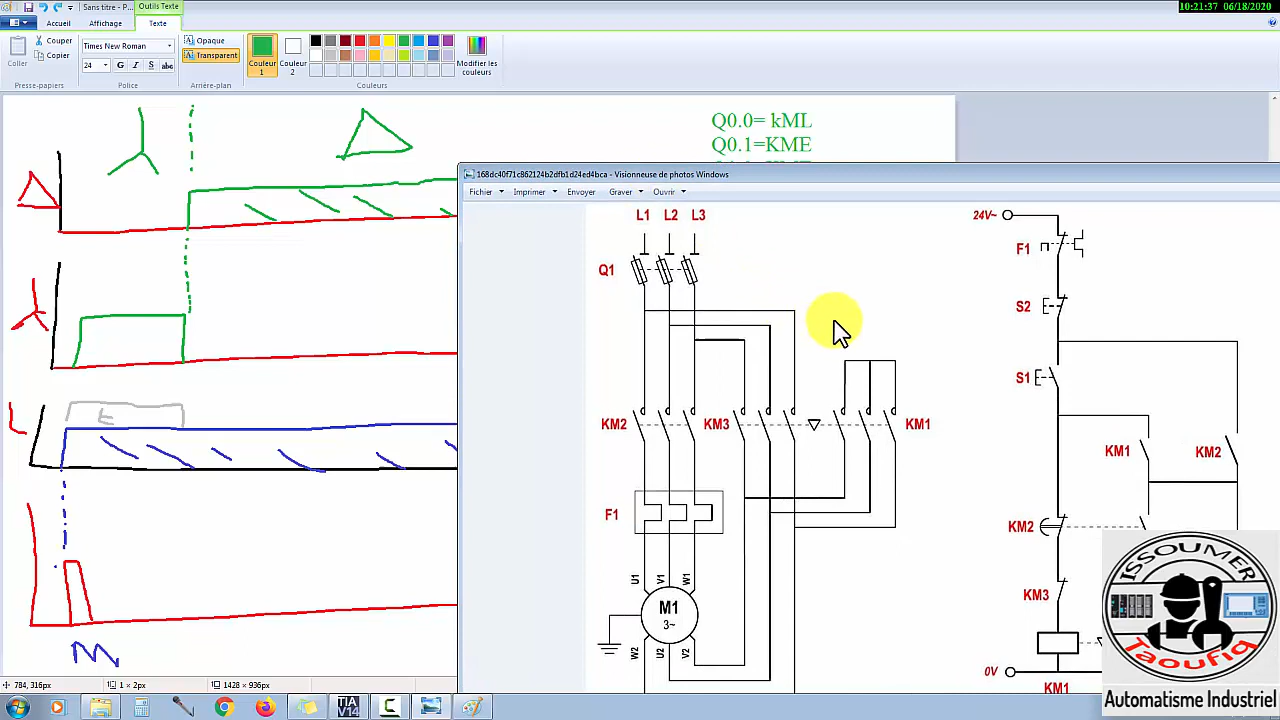 10:21:37 06/18/2020
Sans titre - P...
Outils Texte
Accueil
Affichage
Texte
Coller
Couper
Copier
Presse-papiers
Times New Roman
24
G I S abc
Police
Opaque
Transparent
Arrière-plan
Couleur 1
Couleur 2
Modifier les couleurs
Couleurs
Q0.0= kML
Q0.1=KME
168dc40f71c862124b2dfb1d24ed4bca - Visionneuse de photos Windows
Fichier
Imprimer
Envoyer
Graver
Ouvrir
L1 L2 L3
Q1
KM2
KM3
KM1
F1
U1
V1
W1
M1
3~
W2
U2
V2
24V~
F1
S2
S1
KM1
KM2
KM2
KM3
0V
KM1
L
t
M
ISSOUMER
Taoufiq
Automatisme Industriel
784, 316px
1 × 2px
1428 × 936px
TIA
V14